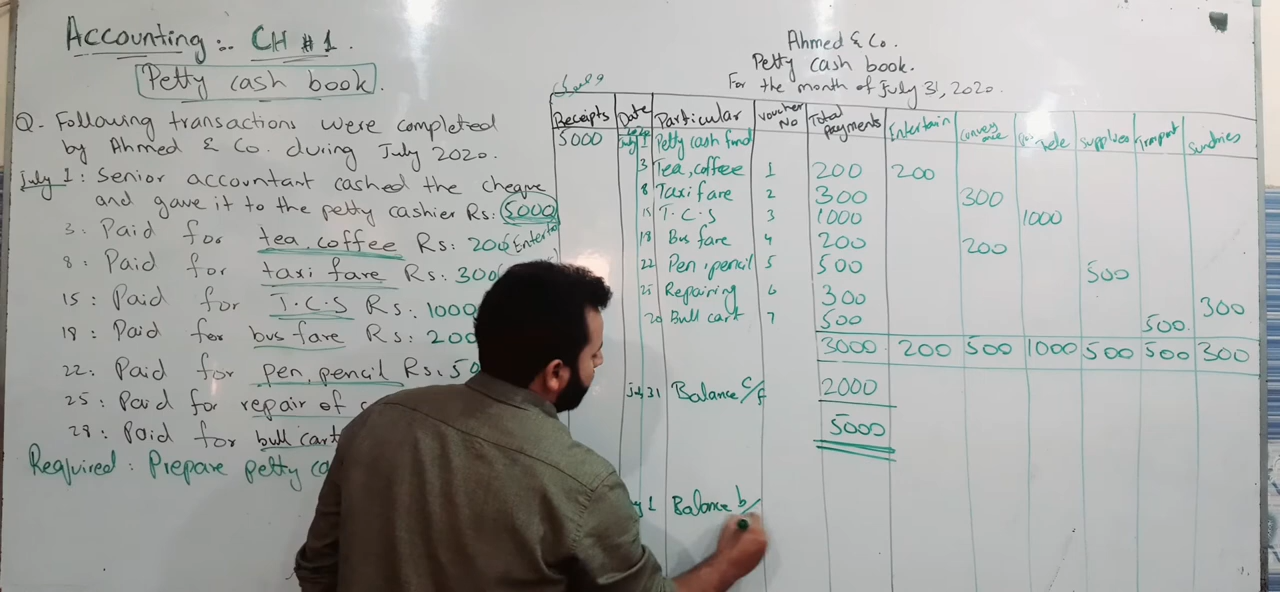 Accounting :- CH # 1.
Petty cash book.
Q. Following transactions were completed
by Ahmed & Co. during July 2020.
July 1: Senior accountant cashed the cheque
and gave it to the petty cashier Rs: 5000
3: Paid for tea, coffee Rs: 200 (Enterta
8: Paid for taxi fare Rs: 300
15: Paid for T.C.S Rs: 1000
18: Paid for bus fare Rs: 200
22: Paid for pen, pencil Rs. 50
25: Paid for repair of
28: Paid for bull cart
Required: Prepare petty ca
Ahmed & Co.
Petty cash book.
For the month of July 31, 2020.
وصولی
Receipts Date Particular Voucher No Total payments Entertain Conveyance Tele supplies Transport Sundries
5000 July 1 Petty cash fund
3 Tea, coffee 1 200 200
8 Taxi fare 2 300 300
15 T.C.S 3 1000 1000
18 Bus fare 4 200 200
22 Pen, pencil 5 500 500
25 Repairing 6 300 300
Bull cart 7 500 500.
3000 200 500 1000 500 500 300
July 31 Balance c/f 2000
5000
y 1 Balance b/